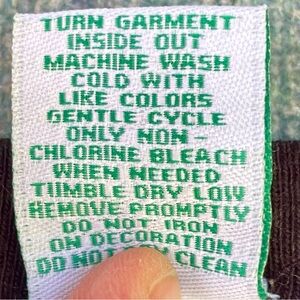 TURN GARMENT
INSIDE OUT
MACHINE WASH
COLD WITH
LIKE COLORS
GENTLE CYCLE
ONLY NON-
CHLORINE BLEACH
WHEN NEEDED
TUMBLE DRY LOW
REMOVE PROMPTLY
DO NOT IRON
ON DECORATION
DO NOT CLEAN